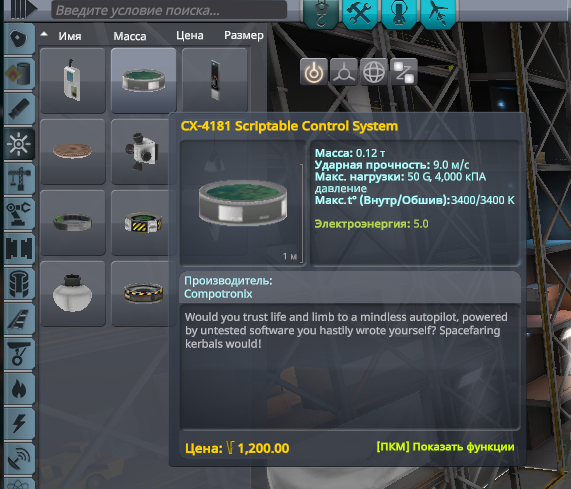 Введите условие поиска...
Имя Масса Цена Размер
CX-4181 Scriptable Control System
Масса: 0.12 т
Ударная прочность: 9.0 м/с
Макс. нагрузки: 50 G, 4,000 кПА
давление
Макс.t° (Внутр/Обшив): 3400/3400 К
Электроэнергия: 5.0
1 м
Производитель:
Compotronix
Would you trust life and limb to a mindless autopilot, powered
by untested software you hastily wrote yourself? Spacefaring
kerbals would!
Цена: 1,200.00
[ПКМ] Показать функции